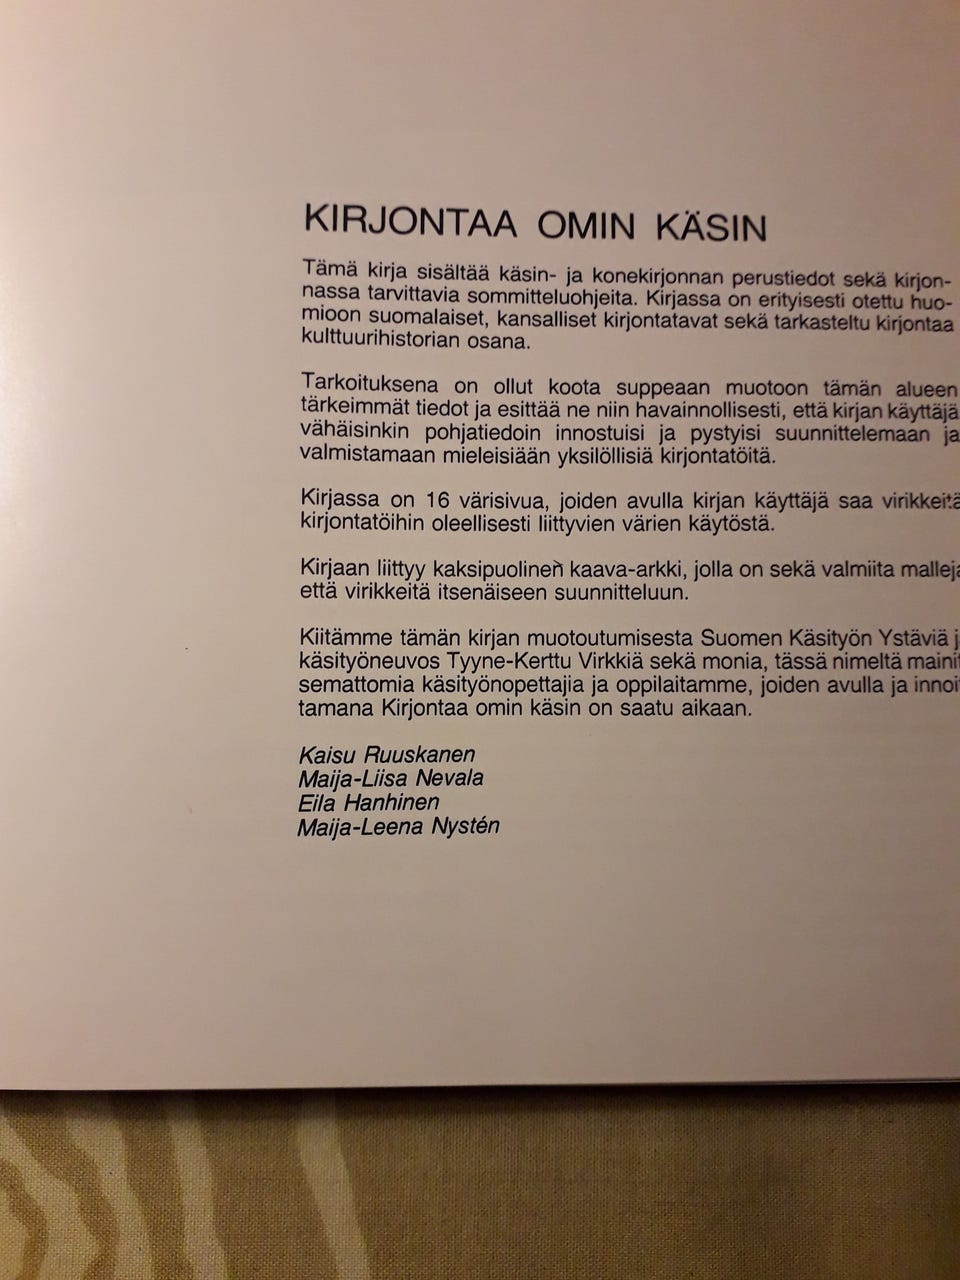 KIRJONTAA OMIN KÄSIN
Tämä kirja sisältää käsin- ja konekirjonnan perustiedot sekä kirjon-
nassa tarvittavia sommitteluohjeita. Kirjassa on erityisesti otettu huo-
mioon suomalaiset, kansalliset kirjontatavat sekä tarkasteltu kirjontaa
kulttuurihistorian osana.
Tarkoituksena on ollut koota suppeaan muotoon tämän alueen
tärkeimmät tiedot ja esittää ne niin havainnollisesti, että kirjan käyttäjä
vähäisinkin pohjatiedoin innostuisi ja pystyisi suunnittelemaan ja
valmistamaan mieleisiään yksilöllisiä kirjontatöitä.
Kirjassa on 16 värisivua, joiden avulla kirjan käyttäjä saa virikkeitä
kirjontatöihin oleellisesti liittyvien värien käytöstä.
Kirjaan liittyy kaksipuolinen kaava-arkki, jolla on sekä valmiita malleja
että virikkeitä itsenäiseen suunnitteluun.
Kiitämme tämän kirjan muotoutumisesta Suomen Käsityön Ystäviä j
käsityöneuvos Tyyne-Kerttu Virkkiä sekä monia, tässä nimeltä mainit
semattomia käsityönopettajia ja oppilaitamme, joiden avulla ja innoi
tamana Kirjontaa omin käsin on saatu aikaan.
Kaisu Ruuskanen
Maija-Liisa Nevala
Eila Hanhinen
Maija-Leena Nystén